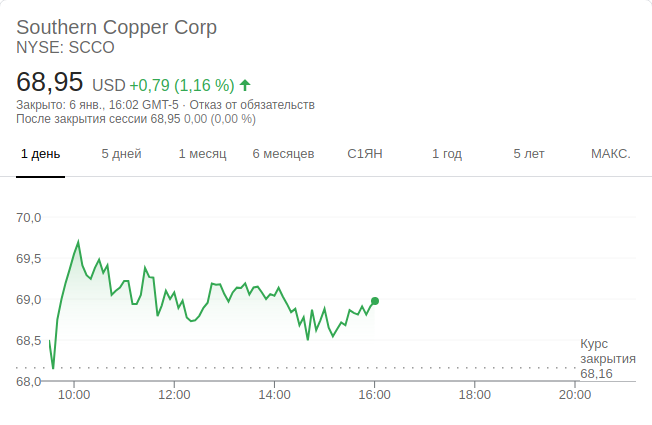 Southern Copper Corp
NYSE: SCCO
68,95 USD +0,79 (1,16 %)
Закрыто: 6 янв., 16:02 GMT-5 · Отказ от обязательств
После закрытия сессии 68,95 0,00 (0,00 %)
1 день 5 дней 1 месяц 6 месяцев С1ЯН 1 год 5 лет МАКС.
70,0
69,5
69,0
68,5
Курс
закрытия
68,16
68,0
10:00 12:00 14:00 16:00 18:00 20:00